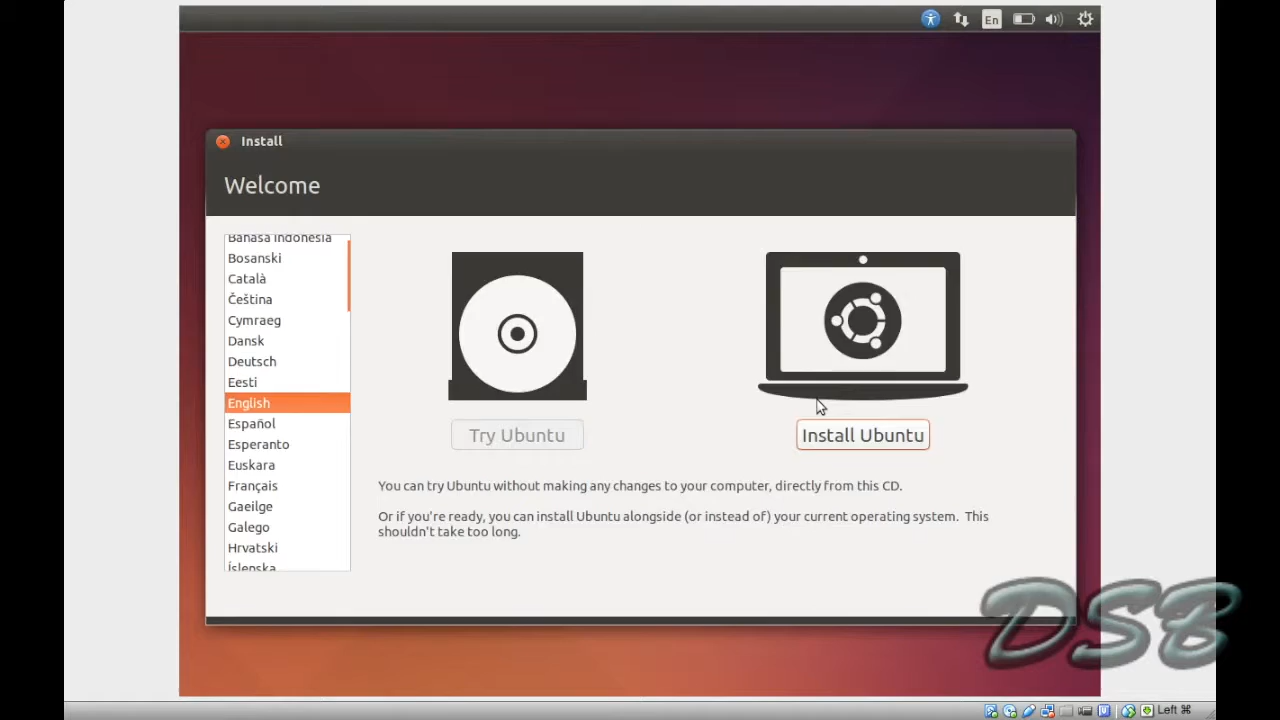 En
Install
Welcome
Bahasa Indonesia
Bosanski
Català
Čeština
Cymraeg
Dansk
Deutsch
Eesti
English
Español
Esperanto
Euskara
Français
Gaeilge
Galego
Hrvatski
Íslenska
Try Ubuntu
Install Ubuntu
You can try Ubuntu without making any changes to your computer, directly from this CD.
Or if you're ready, you can install Ubuntu alongside (or instead of) your current operating system. This
shouldn't take too long.
DSB
Left ⌘